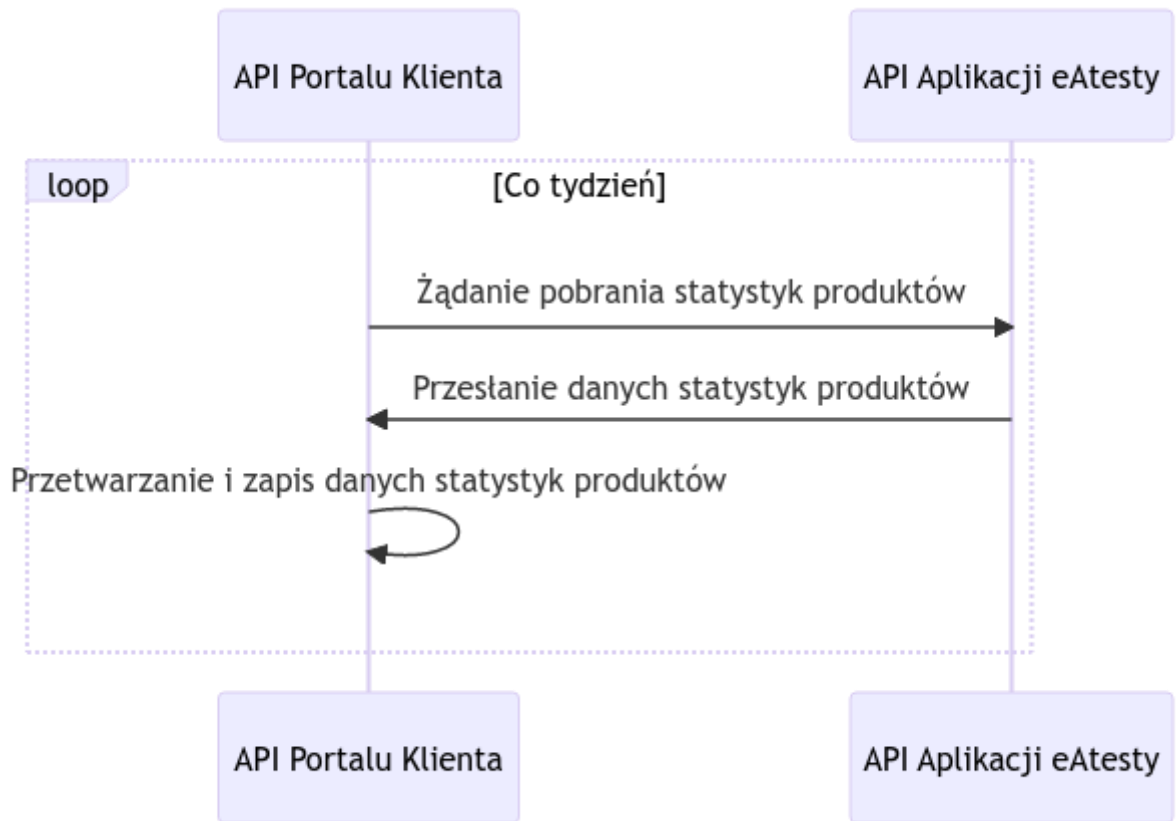 API Portalu Klienta
API Aplikacji eAtesty
loop
[Co tydzień]
Żądanie pobrania statystyk produktów
Przesłanie danych statystyk produktów
Przetwarzanie i zapis danych statystyk produktów
API Portalu Klienta
API Aplikacji eAtesty